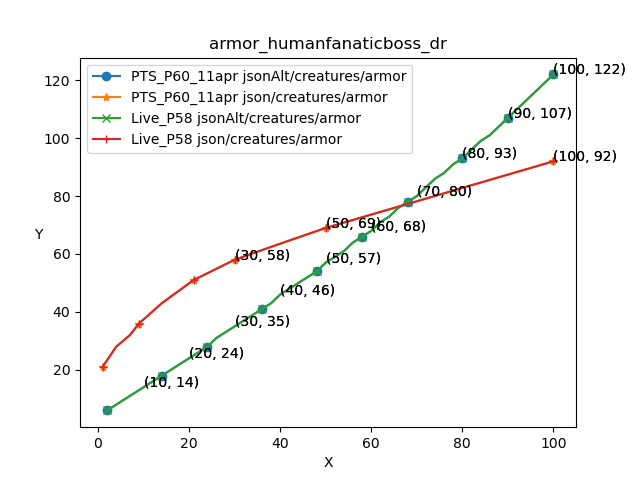 armor_humanfanaticboss_dr
PTS_P60_11apr jsonAlt/creatures/armor
PTS_P60_11apr json/creatures/armor
Live_P58 jsonAlt/creatures/armor
Live_P58 json/creatures/armor
(100, 122)
(90, 107)
(80, 93)
(100, 92)
(70, 80)
(50, 69)
(60, 68)
(30, 58)
(50, 57)
(40, 46)
(30, 35)
(20, 24)
(10, 14)
120
100
80
60
40
20
Y
0 20 40 60 80 100
X